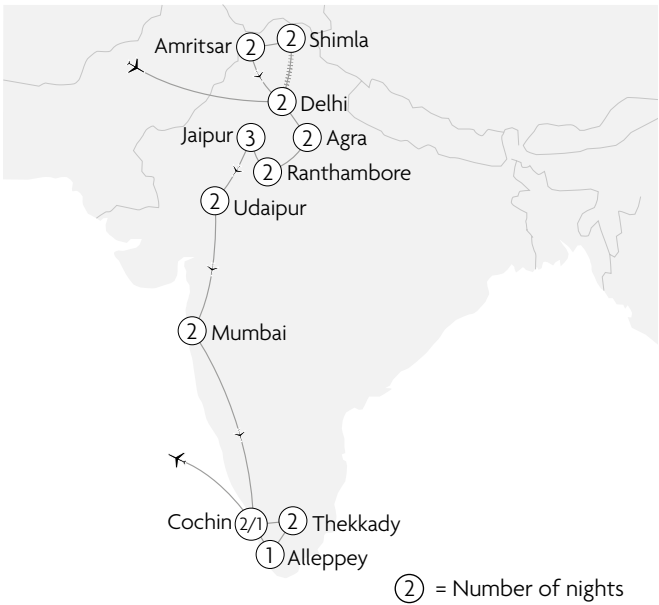 Amritsar 2
2 Shimla
2 Delhi
Jaipur 3
2 Agra
2 Ranthambore
2 Udaipur
2 Mumbai
Cochin 2/1
2 Thekkady
1 Alleppey
2 = Number of nights